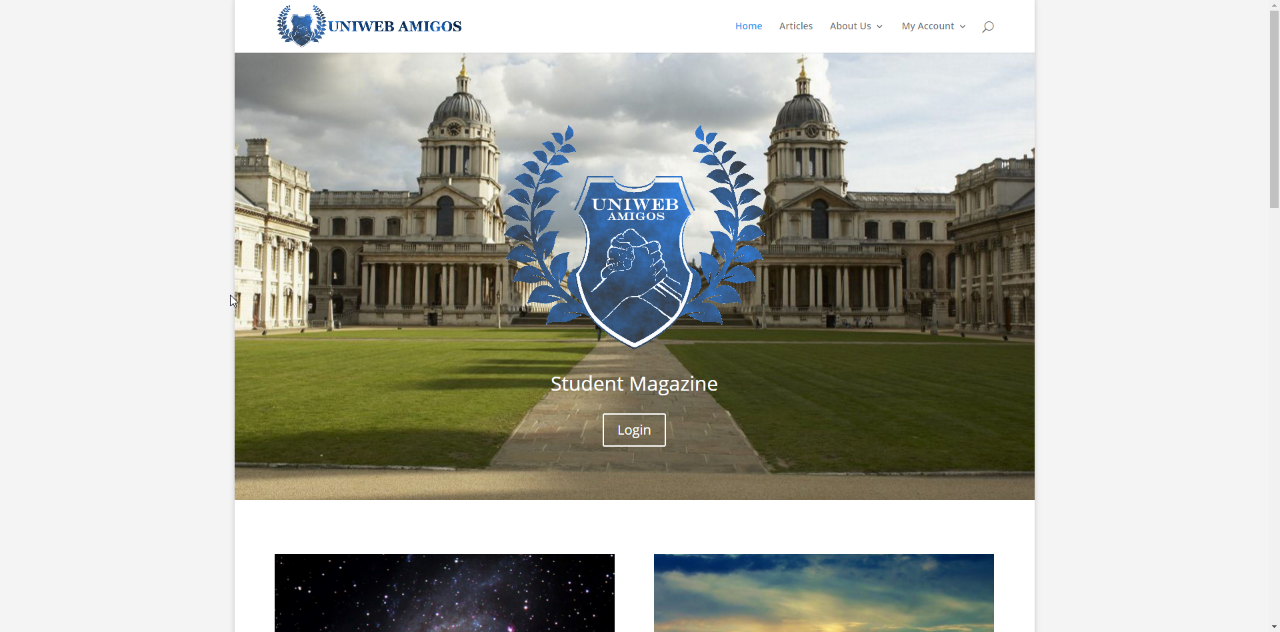 UNIWEB AMIGOS
Home
Articles
About Us
My Account
UNIWEB
AMIGOS
Student Magazine
Login